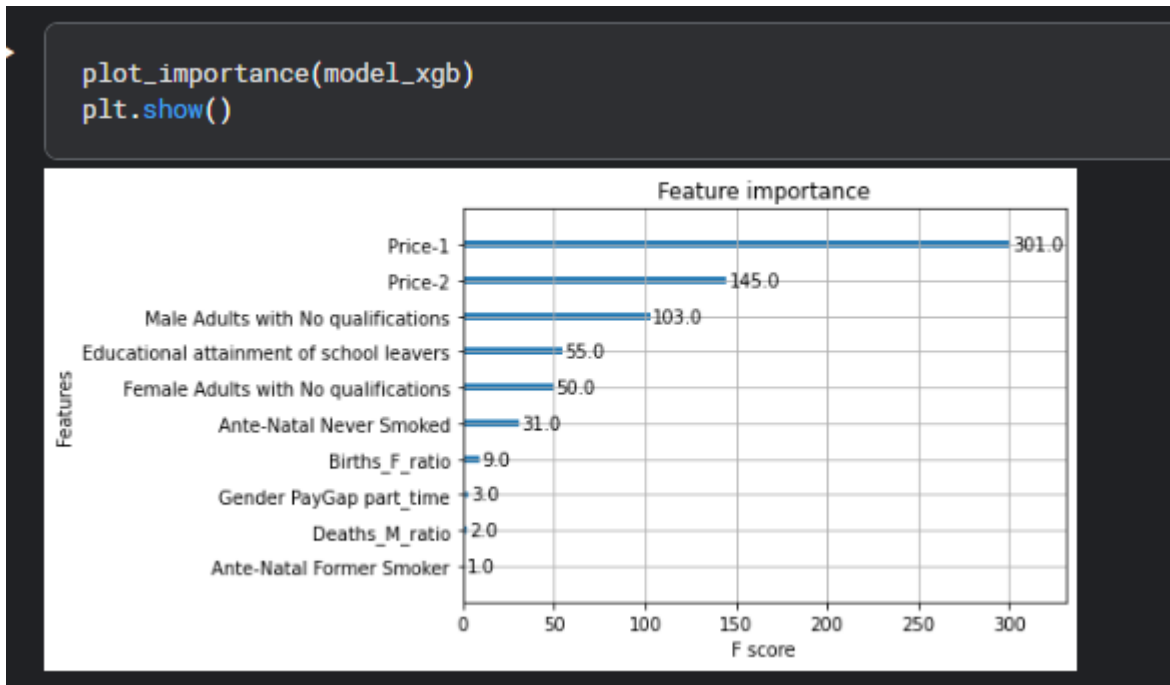 plot_importance(model_xgb)
plt.show()
Feature importance
Price-1 301.0
Price-2 145.0
Male Adults with No qualifications 103.0
Educational attainment of school leavers 55.0
Female Adults with No qualifications 50.0
Ante-Natal Never Smoked 31.0
Births_F_ratio 9.0
Gender PayGap part_time 3.0
Deaths_M_ratio 2.0
Ante-Natal Former Smoker 1.0
Features
0 50 100 150 200 250 300
F score